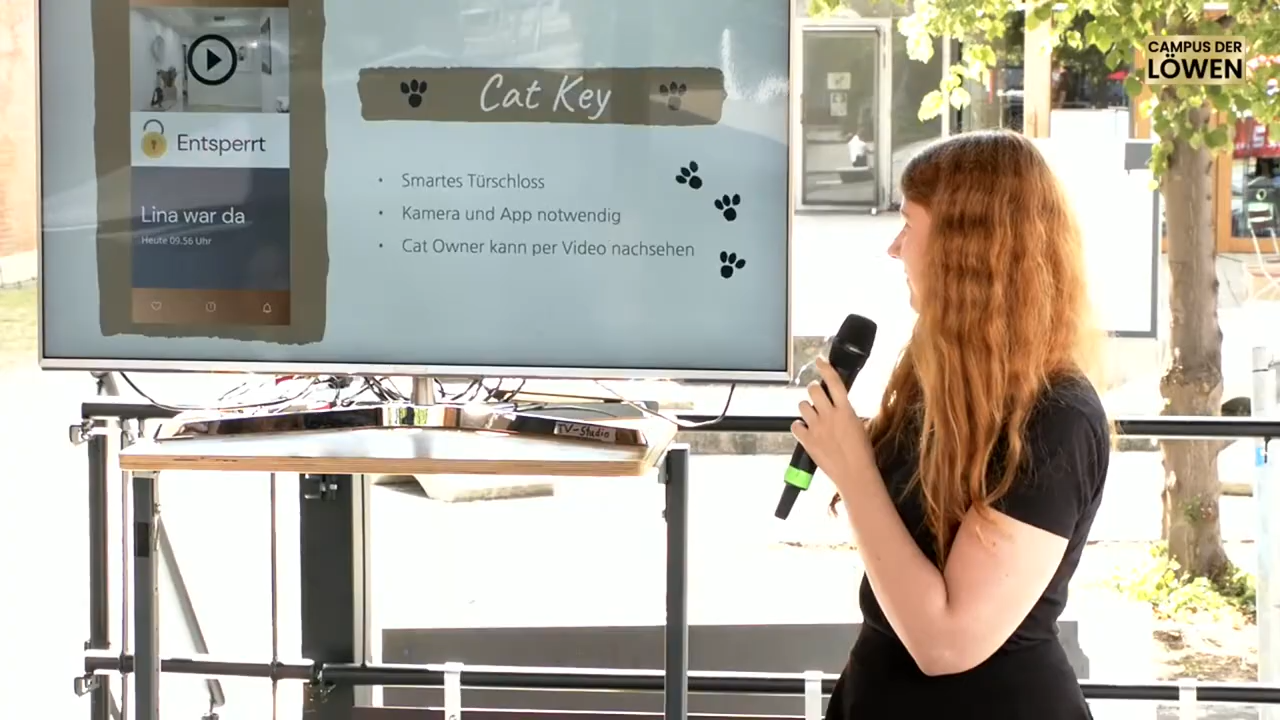 CAMPUS DER
LÖWEN
Cat Key
Entsperrt
Lina war da
Heute 09.56 Uhr
• Smartes Türschloss
• Kamera und App notwendig
• Cat Owner kann per Video nachsehen
TV-Studio